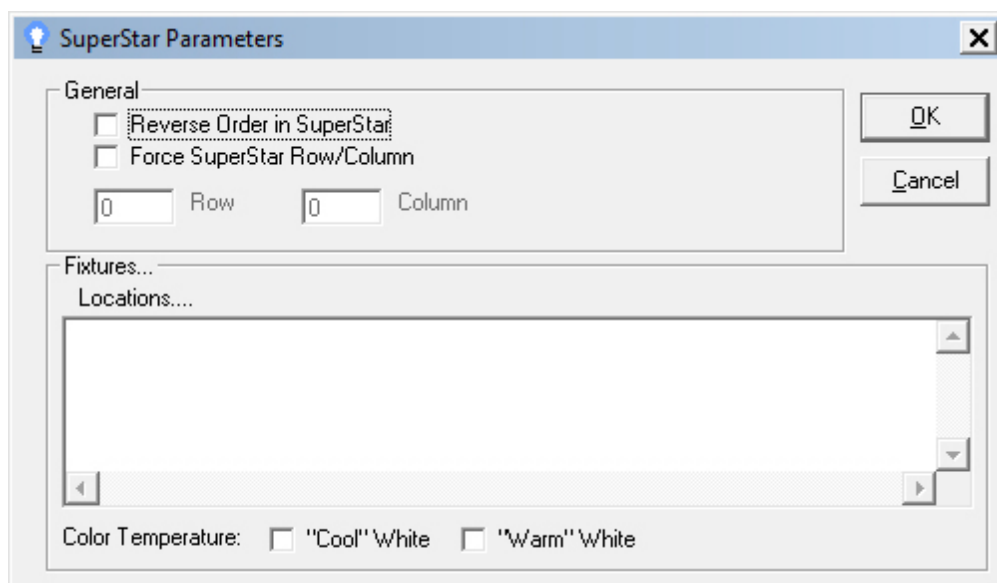 SuperStar Parameters
General
Reverse Order in SuperStar
Force SuperStar Row/Column
0 Row 0 Column
OK
Cancel
Fixtures...
Locations....
Color Temperature: "Cool" White "Warm" White